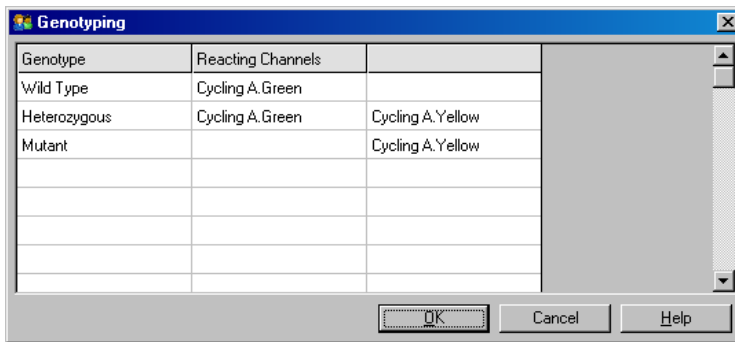 Genotyping
Genotype Reacting Channels
Wild Type Cycling A.Green
Heterozygous Cycling A.Green Cycling A.Yellow
Mutant Cycling A.Yellow
OK Cancel Help